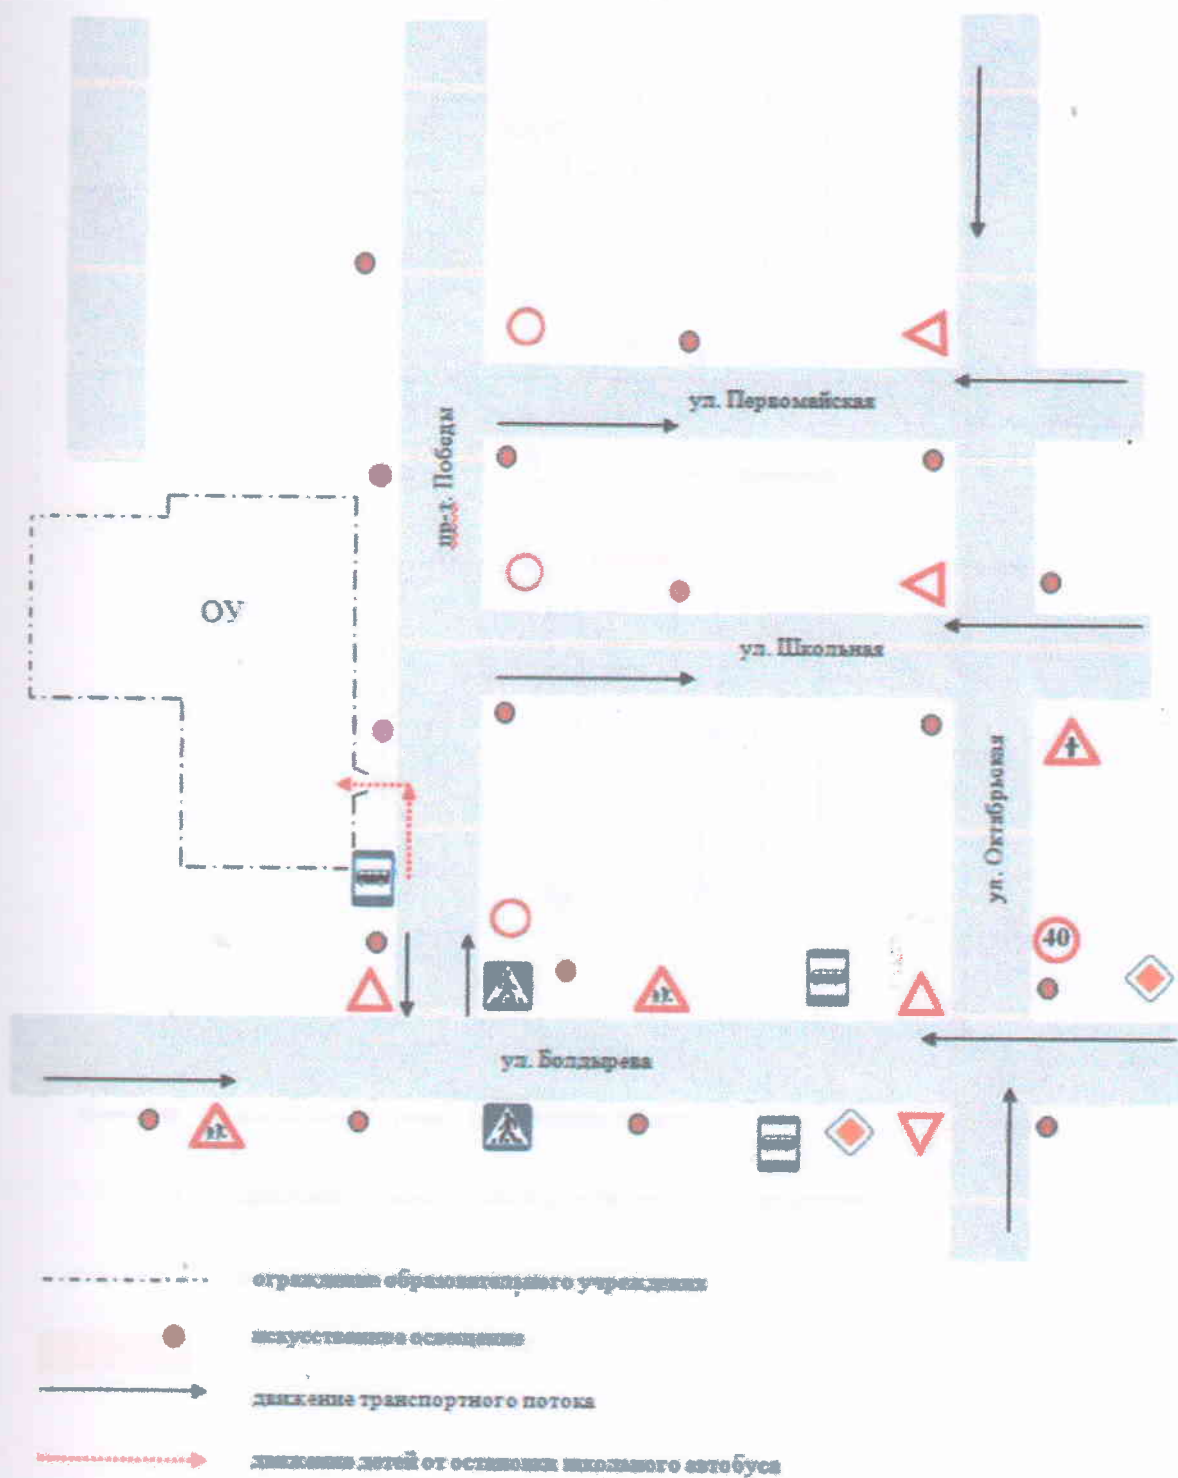 ул. Первомайская
пр-т. Победы
ОУ
ул. Школьная
ул. Октябрьская
40
ул. Болдырева
ограждение образовательного учреждения
искусственное освещение
движение транспортного потока
движение детей от остановки школьного автобуса